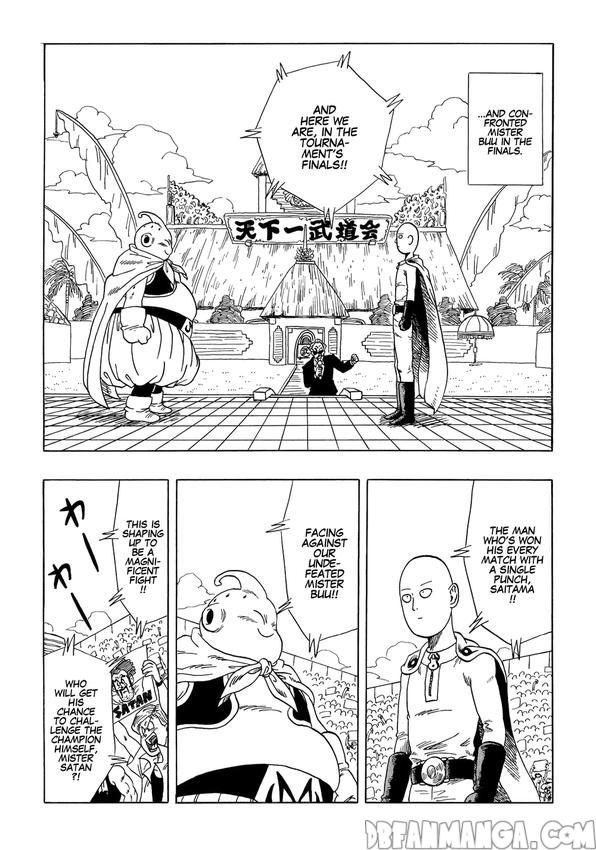 ...AND CON-
FRONTED
MISTER
BUU IN THE
FINALS.
AND
HERE WE
ARE, IN THE
TOURNA-
MENT'S
FINALS!!
天下一武道会
THE MAN
WHO'S WON
HIS EVERY
MATCH WITH
A SINGLE
PUNCH,
SAITAMA
!!
FACING
AGAINST
OUR
UNDE-
FEATED
MISTER
BUU!!
THIS IS
SHAPING
UP TO
BE A
MAGNI-
FICENT
FIGHT !!
わー
わー
SATAN
WHO
WILL GET
HIS
CHANCE
TO CHAL-
LENGE THE
CHAMPION
HIMSELF,
MISTER
SATAN
?!
DBFANMANGA.COM